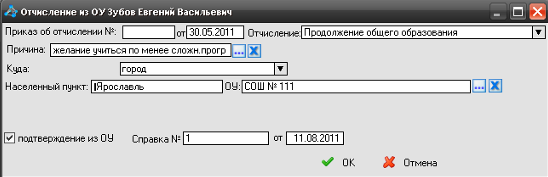 Отчисление из ОУ Зубов Евгений Васильевич
Приказ об отчислении №: от 30.05.2011 Отчисление: Продолжение общего образования
Причина: желание учиться по менее сложн.прогр ...
Куда: город
Населенный пункт: Ярославль ОУ: СОШ № 111 ...
подтверждение из ОУ Справка № 1 от 11.08.2011
OK Отмена